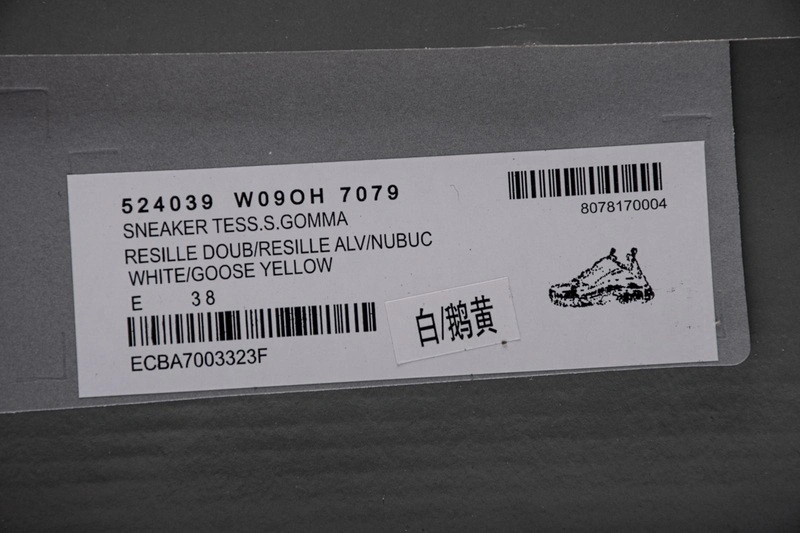 524039 W09OH 7079
SNEAKER TESS.S.GOMMA
RESILLE DOUB/RESILLE ALV/NUBUC
WHITE/GOOSE YELLOW
E 38
ECBA7003323F
8078170004
白/鹅黄